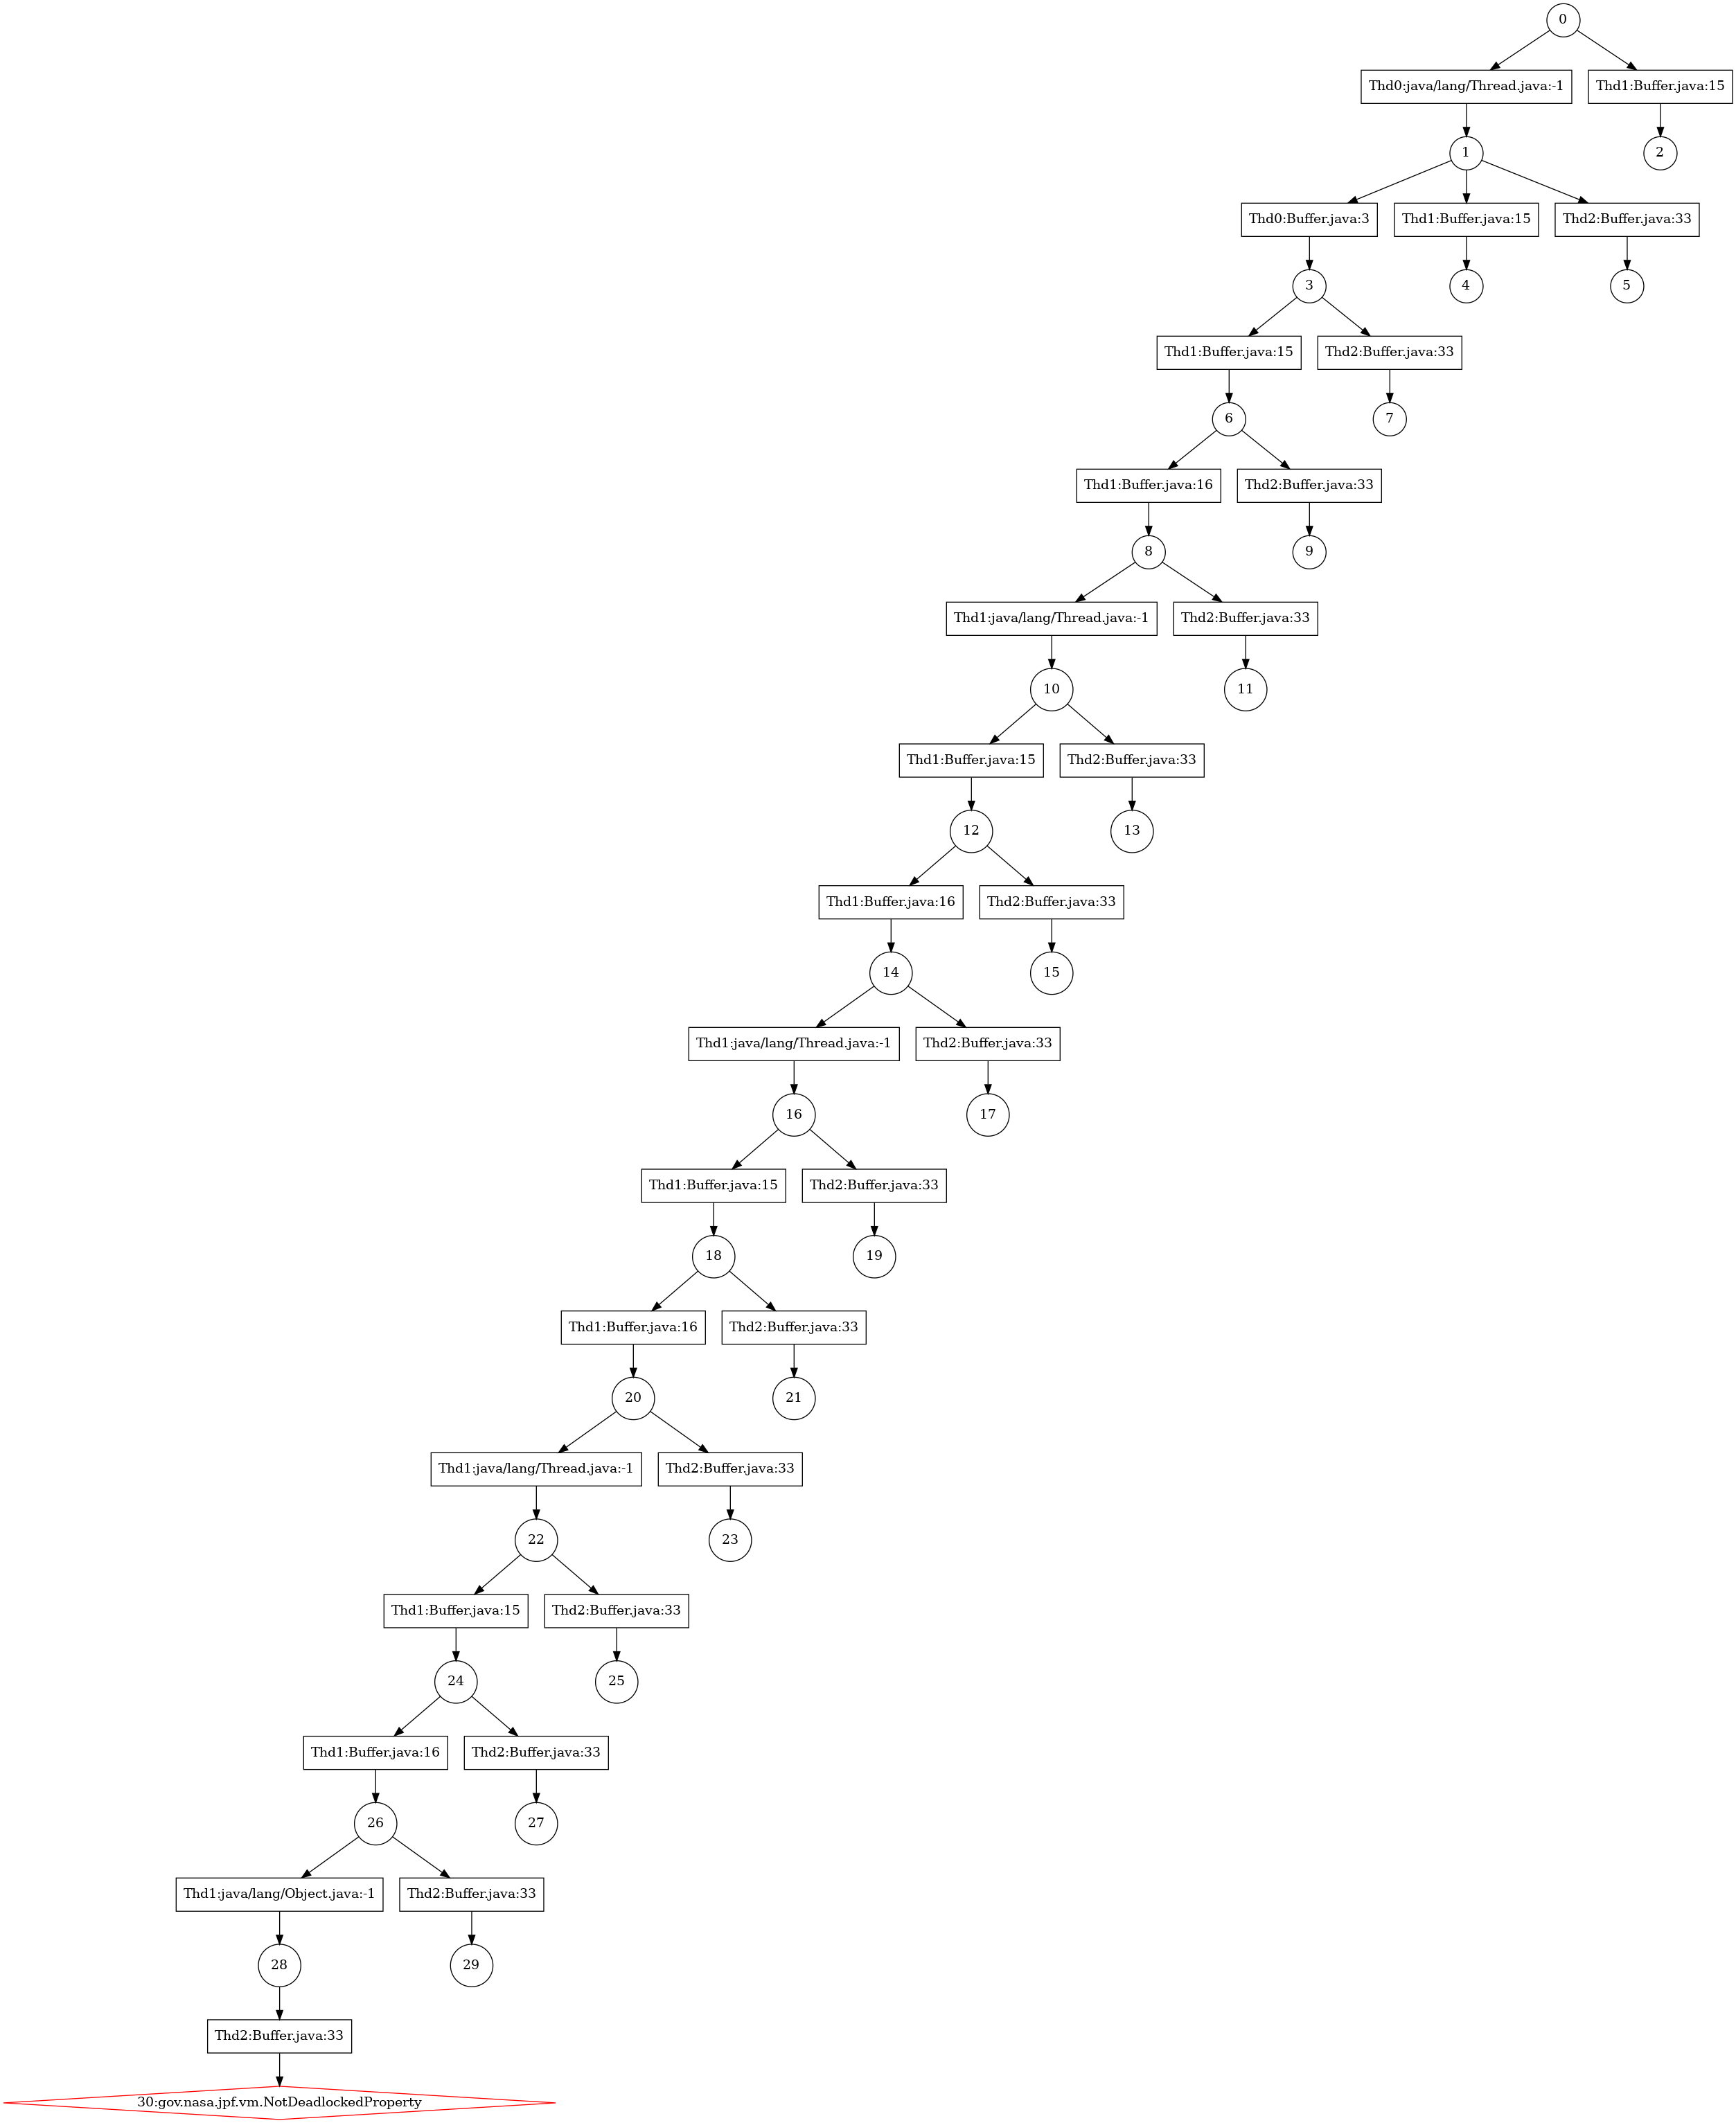 0
Thd0:java/lang/Thread.java:-1
Thd1:Buffer.java:15
1
2
Thd0:Buffer.java:3
Thd1:Buffer.java:15
Thd2:Buffer.java:33
3
4
5
Thd1:Buffer.java:15
Thd2:Buffer.java:33
6
7
Thd1:Buffer.java:16
Thd2:Buffer.java:33
8
9
Thd1:java/lang/Thread.java:-1
Thd2:Buffer.java:33
10
11
Thd1:Buffer.java:15
Thd2:Buffer.java:33
12
13
Thd1:Buffer.java:16
Thd2:Buffer.java:33
14
15
Thd1:java/lang/Thread.java:-1
Thd2:Buffer.java:33
16
17
Thd1:Buffer.java:15
Thd2:Buffer.java:33
18
19
Thd1:Buffer.java:16
Thd2:Buffer.java:33
20
21
Thd1:java/lang/Thread.java:-1
Thd2:Buffer.java:33
22
23
Thd1:Buffer.java:15
Thd2:Buffer.java:33
24
25
Thd1:Buffer.java:16
Thd2:Buffer.java:33
26
27
Thd1:java/lang/Object.java:-1
Thd2:Buffer.java:33
28
29
Thd2:Buffer.java:33
30:gov.nasa.jpf.vm.NotDeadlockedProperty